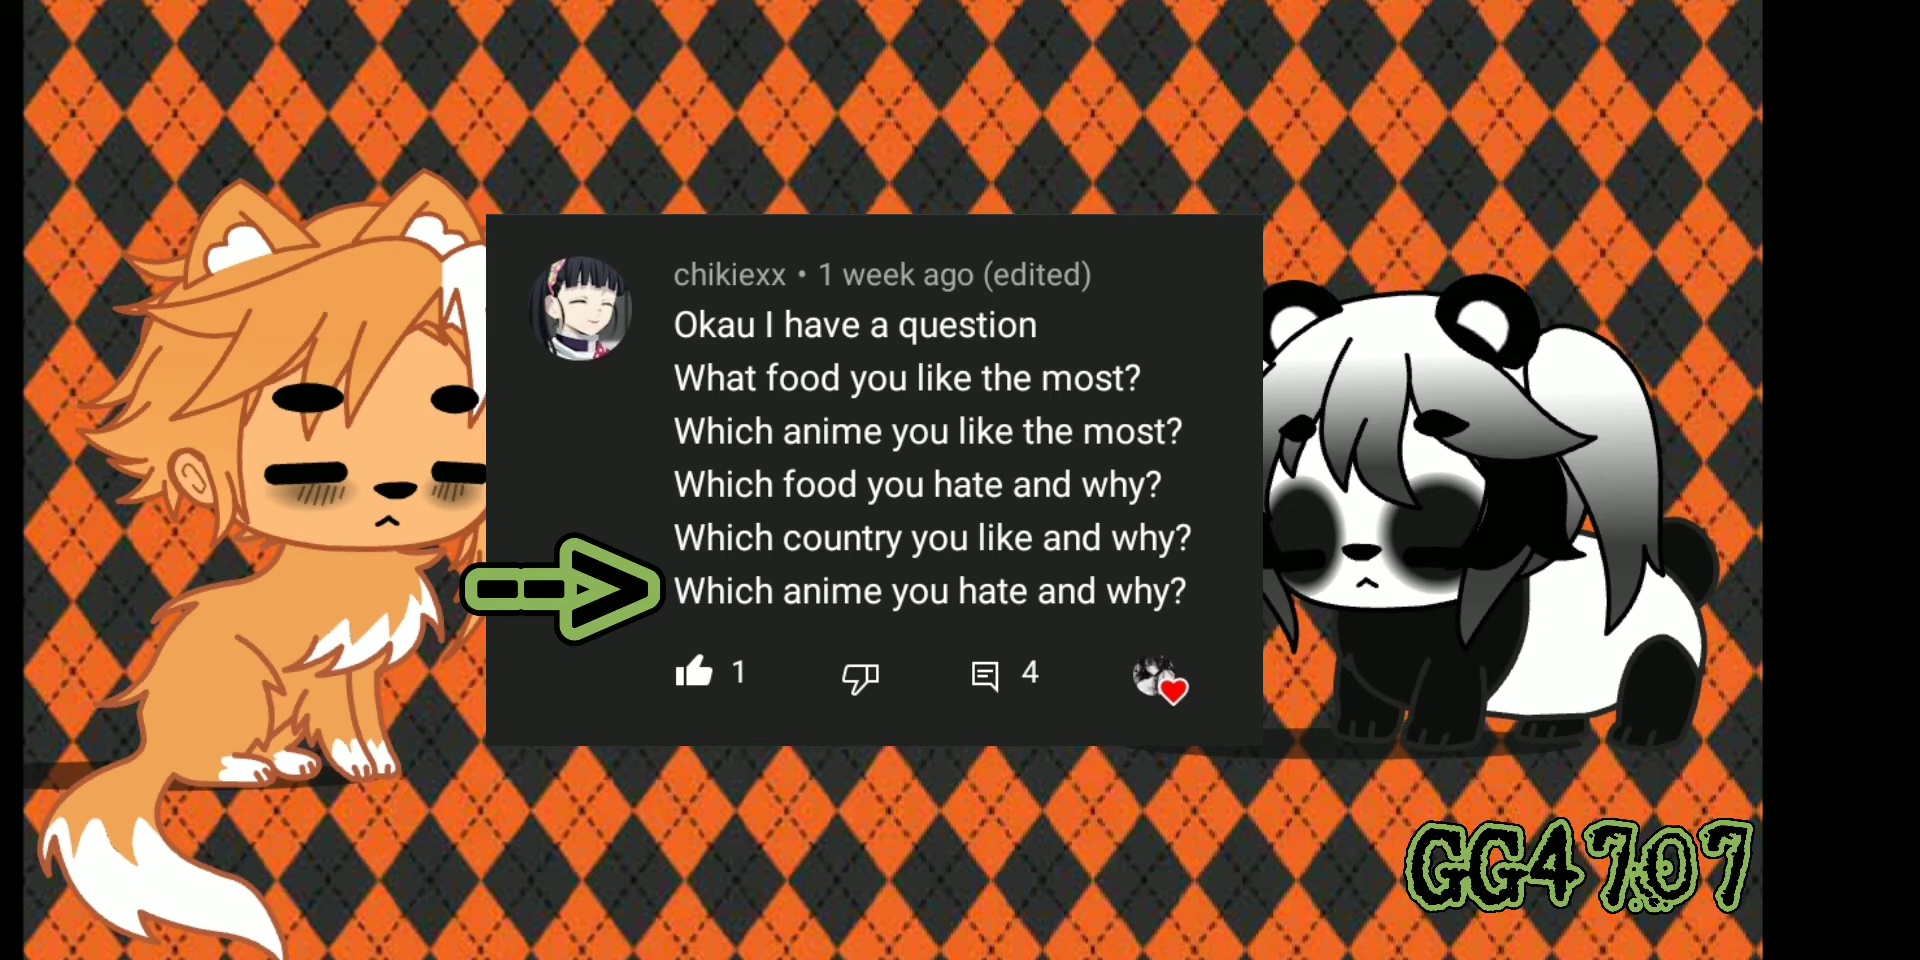 chikiexx • 1 week ago (edited)
Okau I have a question
What food you like the most?
Which anime you like the most?
Which food you hate and why?
Which country you like and why?
Which anime you hate and why?
1
4
GG4707